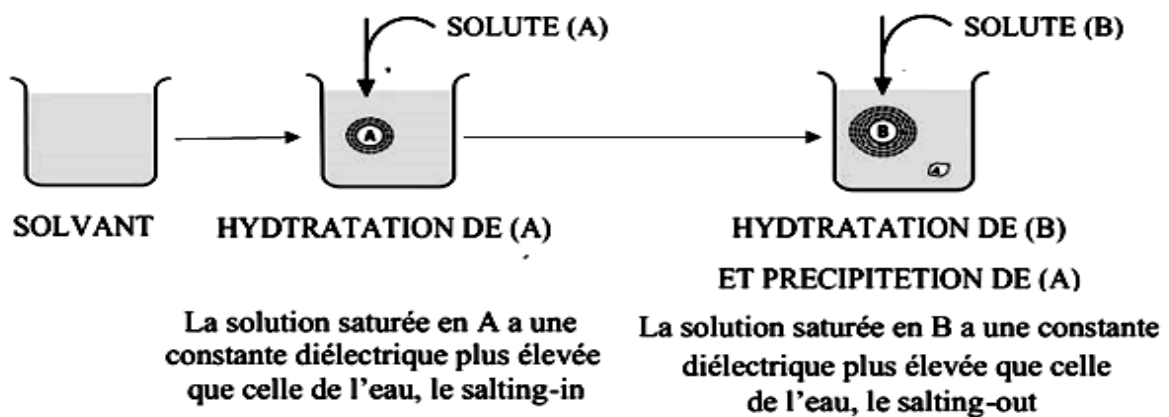 SOLUTE (A)
SOLUTE (B)
A
B
A
SOLVANT
HYDTRATATION DE (A)
HYDTRATATION DE (B)
ET PRECIPITETION DE (A)
La solution saturée en A a une
constante diélectrique plus élevée
que celle de l'eau, le salting-in
La solution saturée en B a une constante
diélectrique plus élevée que celle
de l'eau, le salting-out